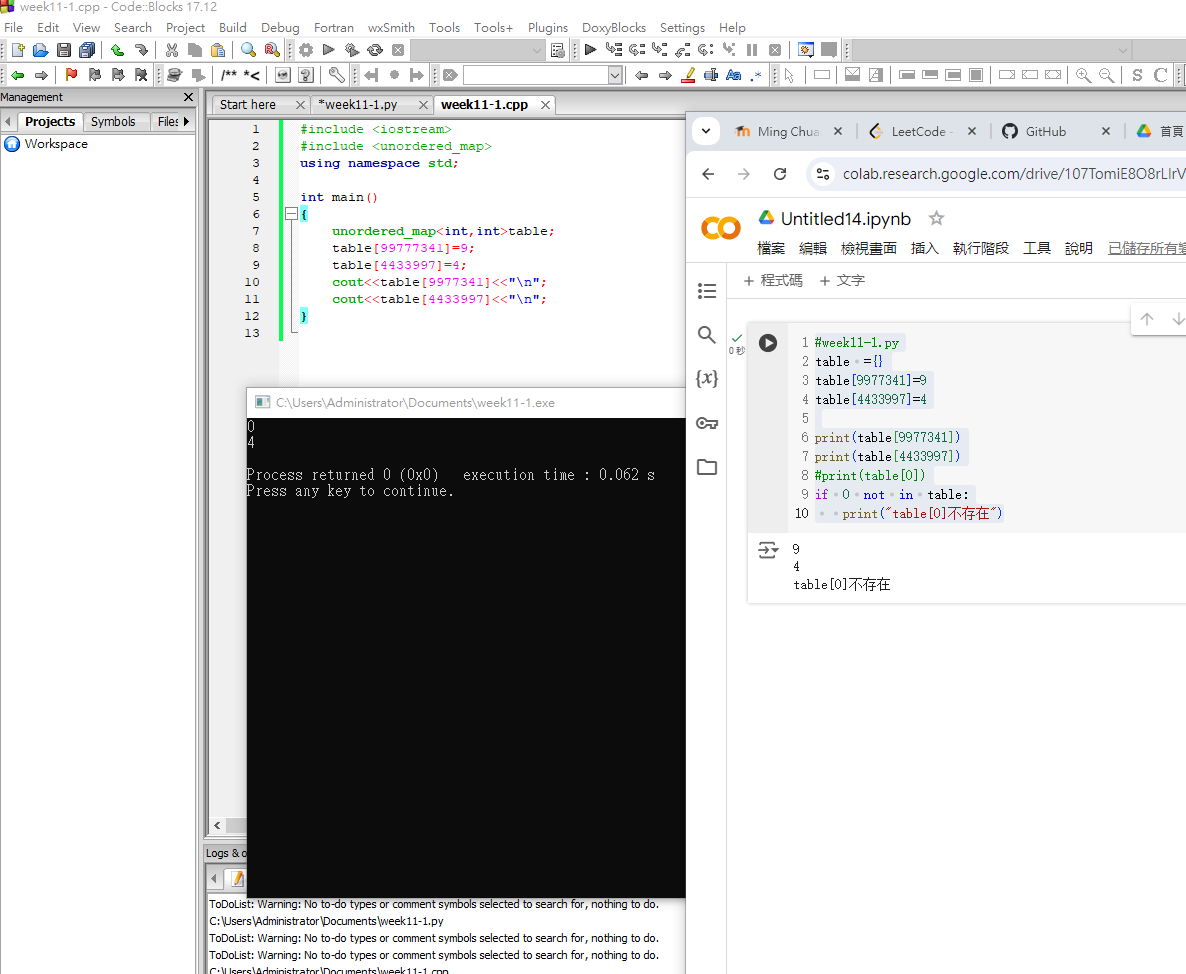 week11-1.cpp - Code::Blocks 17.12
File Edit View Search Project Build Debug Fortran wxSmith Tools Tools+ Plugins DoxyBlocks Settings Help
/** *<
Aa .*
S C
Management
Projects Symbols Files
Workspace
Start here *week11-1.py week11-1.cpp
1 #include <iostream>
2 #include <unordered_map>
3 using namespace std;
4
5 int main()
6 {
7 unordered_map<int,int>table;
8 table[99777341]=9;
9 table[4433997]=4;
10 cout<<table[9977341]<<"\n";
11 cout<<table[4433997]<<"\n";
12 }
13
C:\Users\Administrator\Documents\week11-1.exe
0
4
Process returned 0 (0x0) execution time : 0.062 s
Press any key to continue.
Logs & o
ToDoList: Warning: No to-do types or comment symbols selected to search for, nothing to do.
C:\Users\Administrator\Documents\week11-1.py
ToDoList: Warning: No to-do types or comment symbols selected to search for, nothing to do.
ToDoList: Warning: No to-do types or comment symbols selected to search for, nothing to do.
C:\Users\Administrator\Documents\week11-1.cpp
Ming Chua LeetCode - GitHub 首頁
colab.research.google.com/drive/107TomiE8O8rLIrV
Untitled14.ipynb
檔案 編輯 檢視畫面 插入 執行階段 工具 說明 已儲存所有變
+ 程式碼 + 文字
{x}
0 秒
1 #week11-1.py
2 table ={}
3 table[9977341]=9
4 table[4433997]=4
5
6 print(table[9977341])
7 print(table[4433997])
8 #print(table[0])
9 if 0 not in table:
10 print("table[0]不存在")
9
4
table[0]不存在